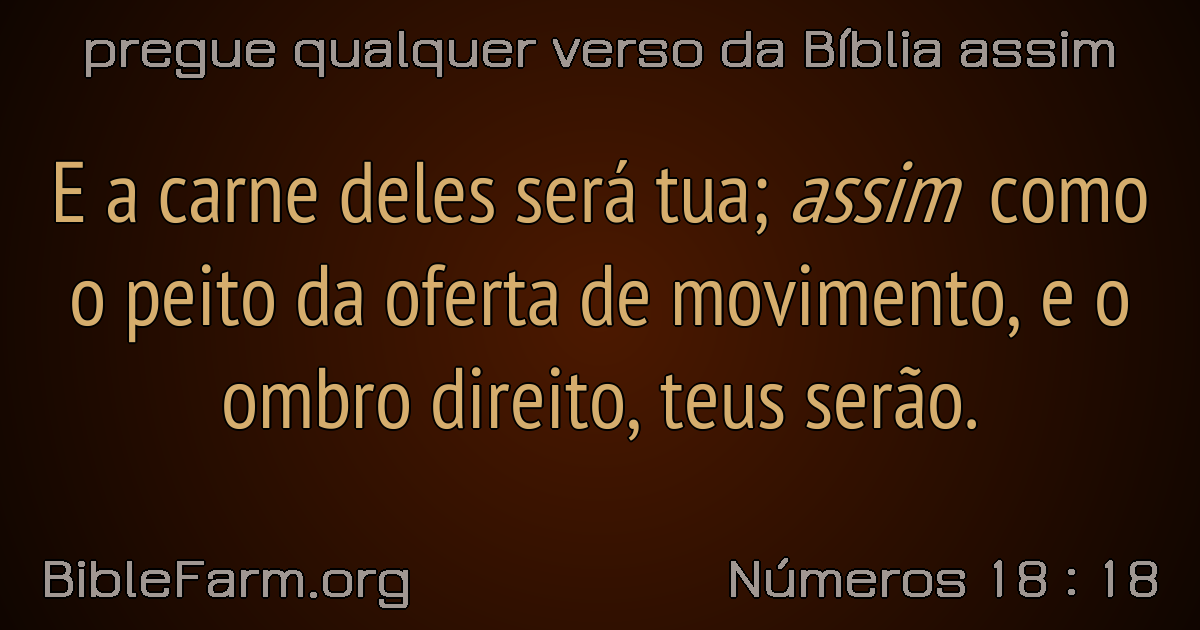 pregue qualquer verso da Bíblia assim
E a carne deles será tua; assim como
o peito da oferta de movimento, e o
ombro direito, teus serão.
BibleFarm.org
Números 18 : 18